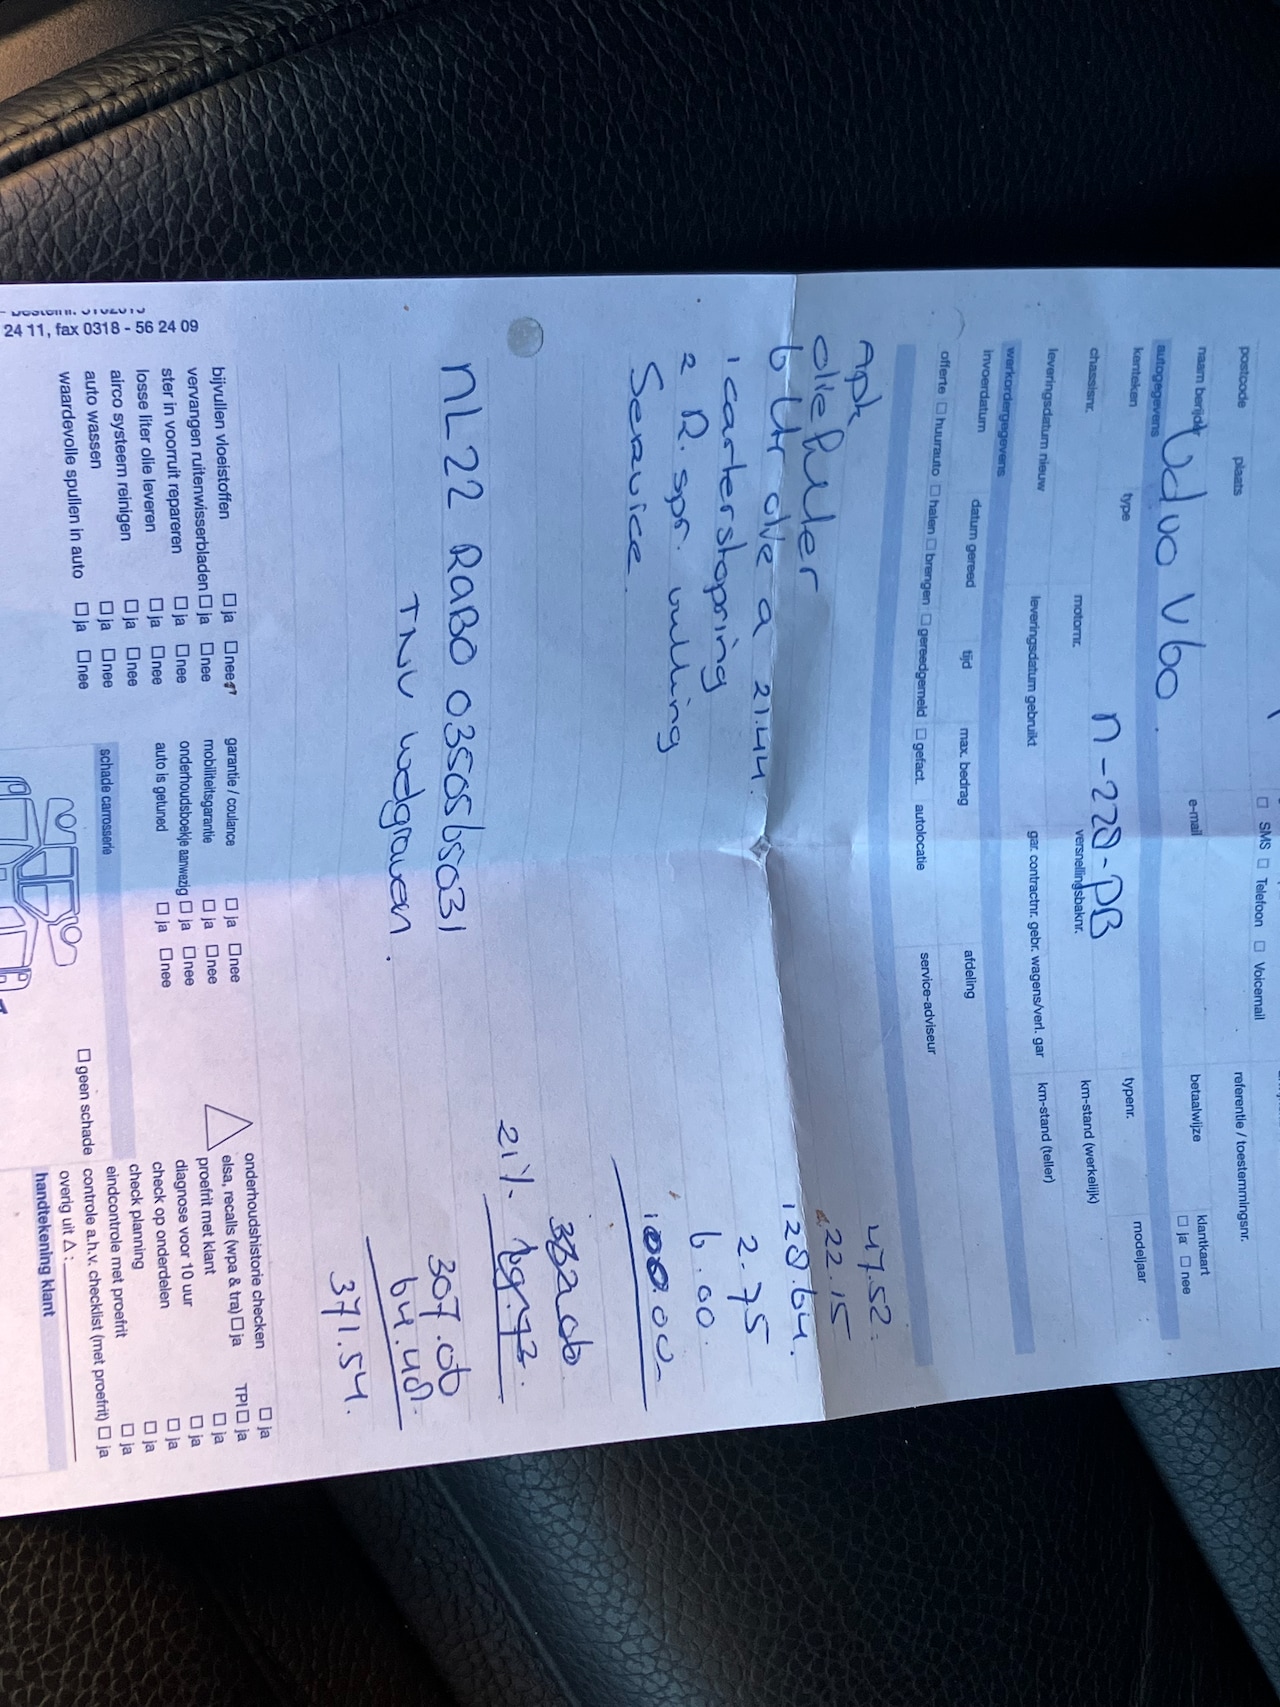 SMS □ Telefoon □ Voicemail
postcode plaats referentie / toestemmingsnr.
naam berijder e-mail betaalwijze klantkaart
□ ja □ nee
Volvo V60.
autogegevens
kenteken type typenr. modeljaar
N-228-PB
chassisnr. motornr. versnellingsbaknr. km-stand (werkelijk)
leveringsdatum nieuw leveringsdatum gebruikt gar. contractnr. gebr. wagens/verl. gar km-stand (teller)
werkordergegevens
invoerdatum datum gereed tijd max. bedrag afdeling
offerte □ huurauto □ halen □ brengen □ gereedgemeld □ gefact. autolocatie service-adviseur
Apk 47.52.
oliefilter 22.15
6 ltr olie a 21.44. 128.64.
1 carterstopring 2.75
2 R. spr. vulling 6.00.
Service. 100.00
21%.
NL22 RABO 0350565031 307.06
TNV 64.48.
371.54.
onderhoudshistorie checken □ ja
bijvullen vloeistoffen □ ja □ nee garantie / coulance □ ja □ nee elsa, recalls (wpa & tra) □ ja TPI □ ja
vervangen ruitenwisserbladen □ ja □ nee mobiliteitsgarantie □ ja □ nee proefrit met klant □ ja
ster in voorruit repareren □ ja □ nee onderhoudsboekje aanwezig □ ja □ nee diagnose voor 10 uur □ ja
losse liter olie leveren □ ja □ nee auto is getuned □ ja □ nee check op onderdelen □ ja
airco systeem reinigen □ ja □ nee check planning □ ja
auto wassen □ ja □ nee schade carrosserie eindcontrole met proefrit □ ja
waardevolle spullen in auto □ ja □ nee □ geen schade controle a.h.v. checklist (met proefrit) □ ja
overig uit △:
handtekening klant
24 11, fax 0318 - 56 24 09